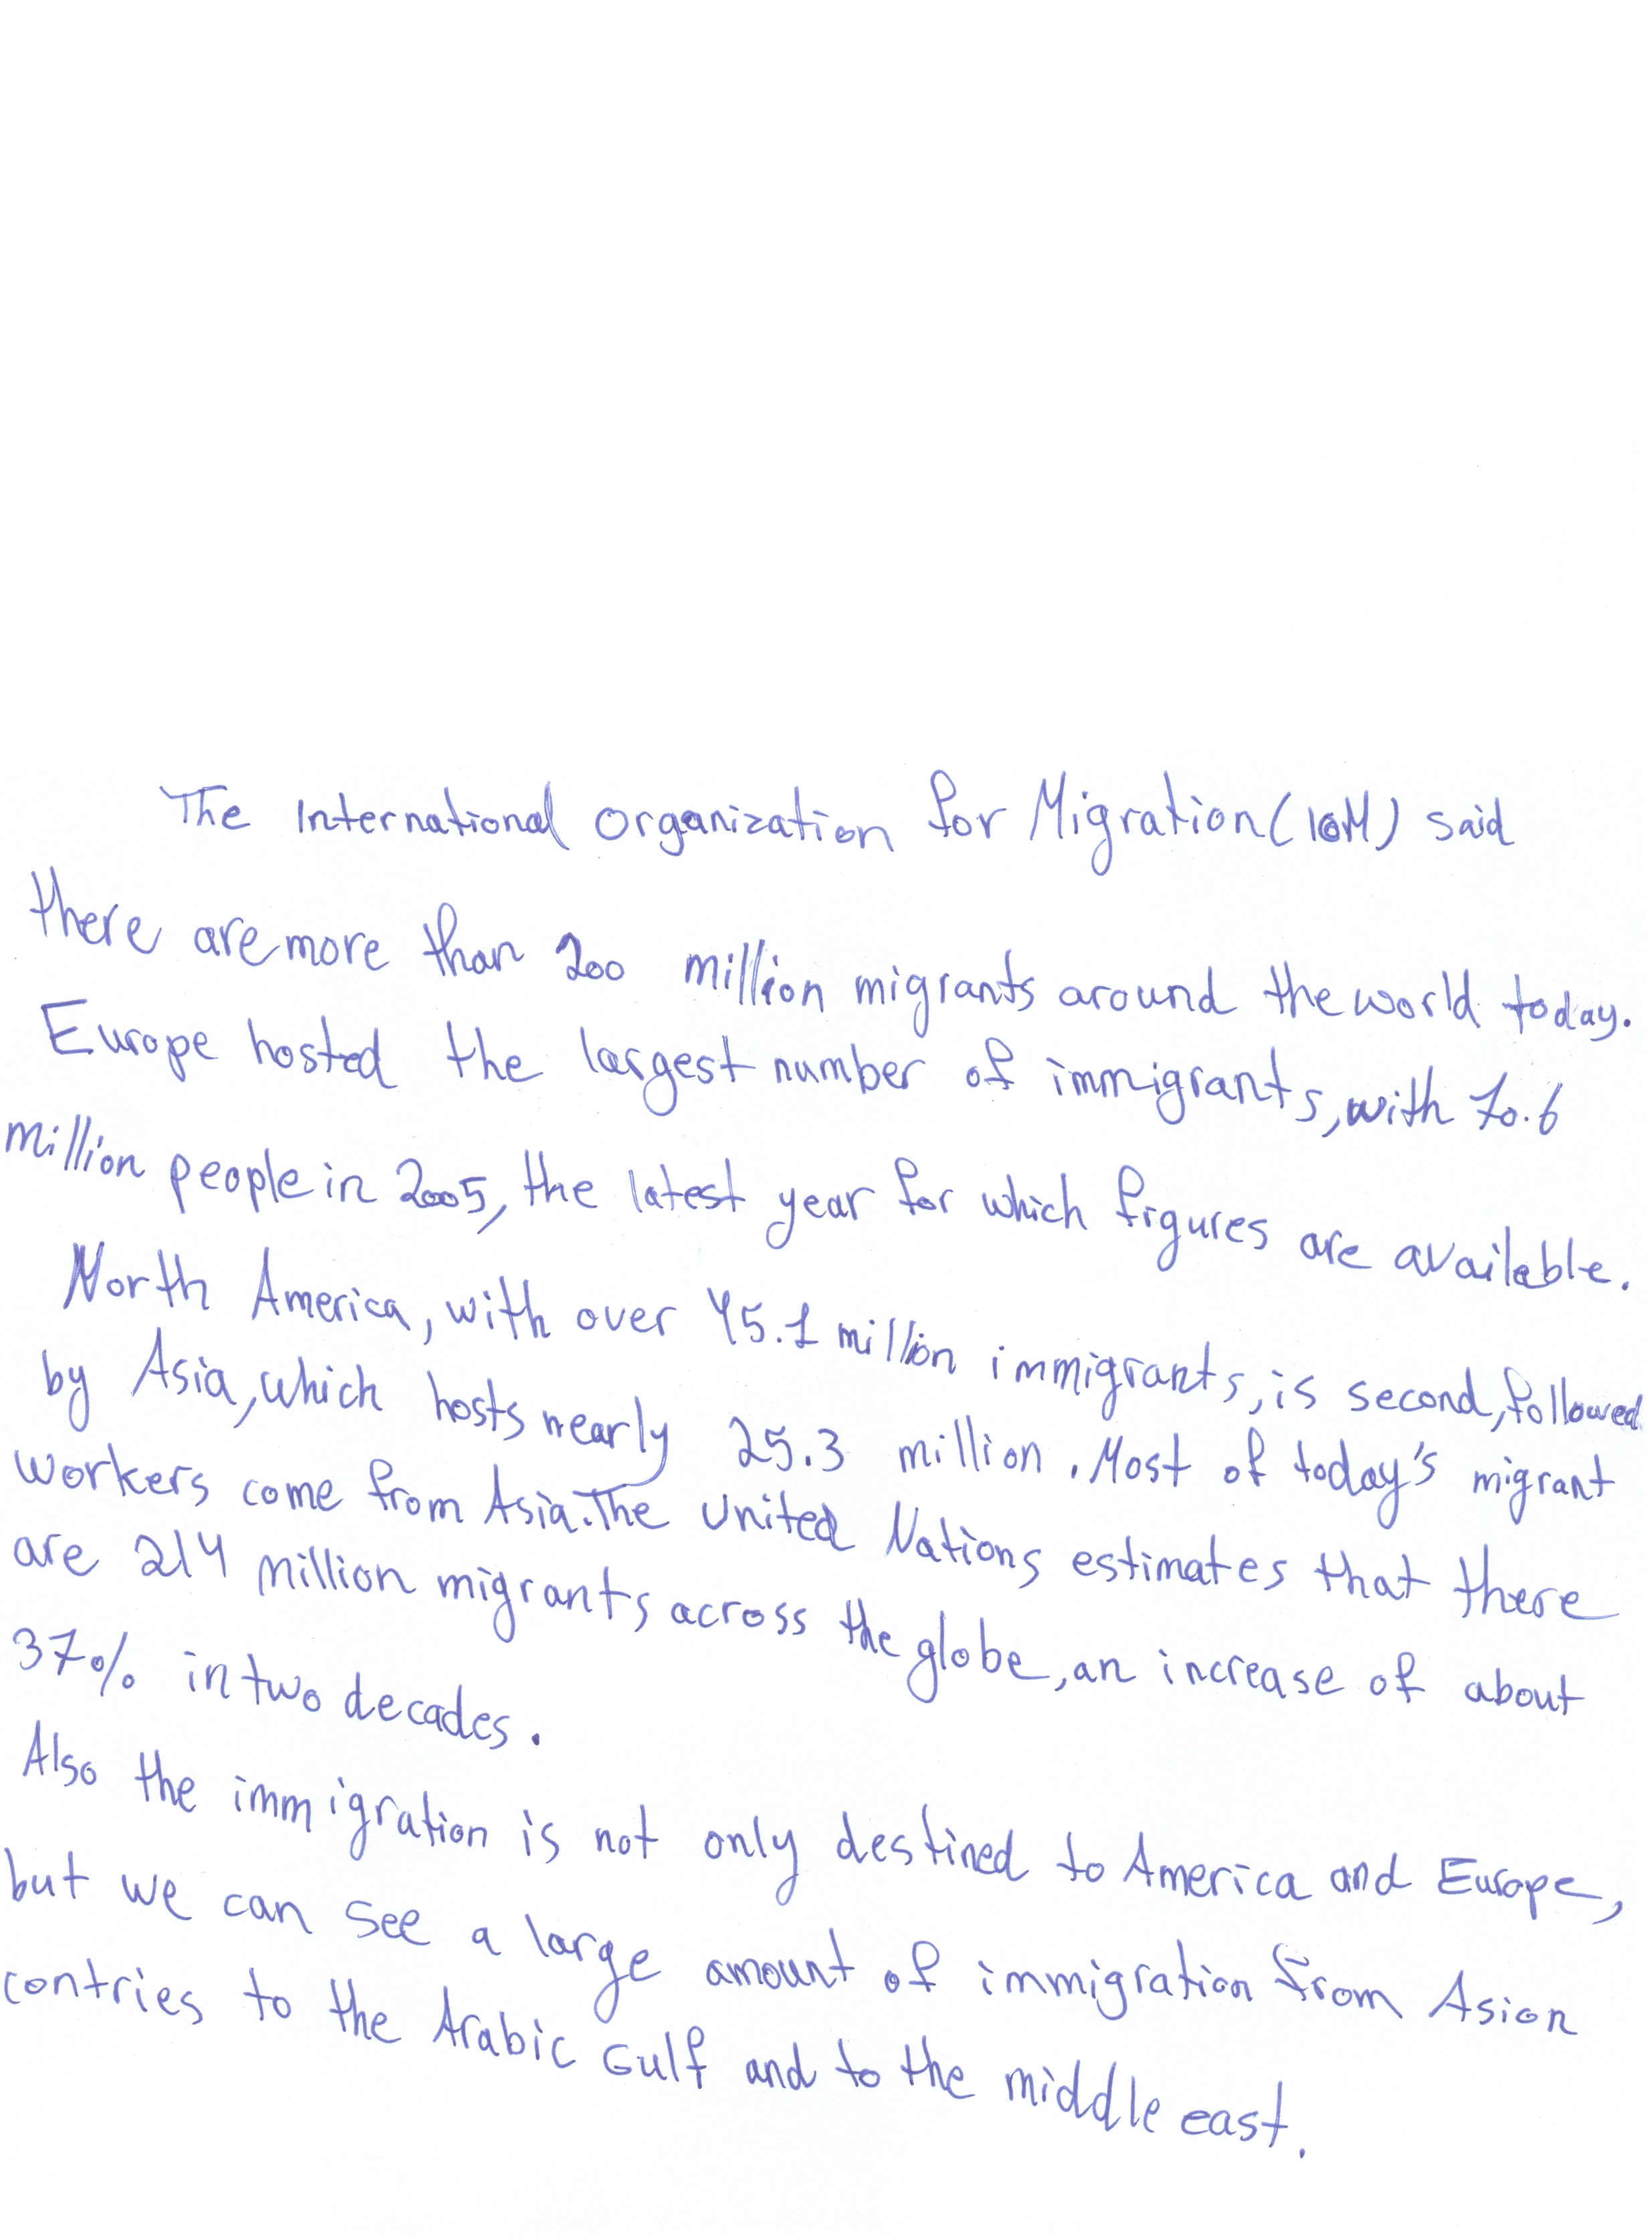 The International organization for Migration (IOM) said
there are more than 200 million migrants around the world today.
Europe hosted the largest number of immigrants, with 70.6
million people in 2005, the latest year for which figures are available.
North America, with over 45.1 million immigrants, is second, followed
by Asia, which hosts nearly 25.3 million. Most of today's migrant
workers come from Asia. The United Nations estimates that there
are 214 million migrants across the globe, an increase of about
37% in two decades.
Also the immigration is not only destined to America and Europe,
but we can see a large amount of immigration from Asian
contries to the Arabic Gulf and to the middle east.